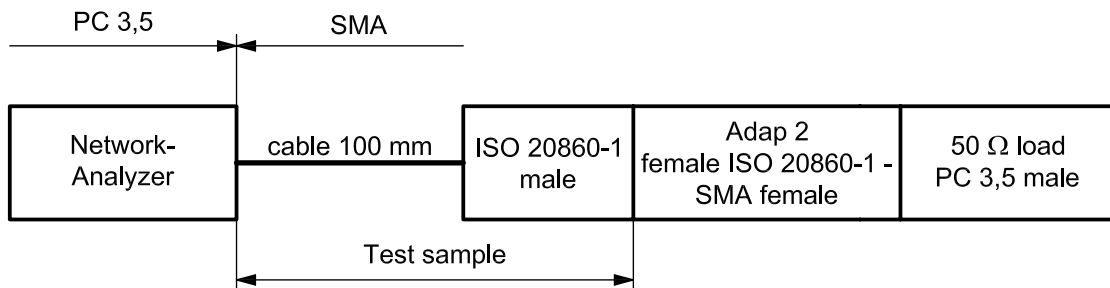 PC 3,5
SMA
Network-
Analyzer
cable 100 mm
ISO 20860-1
male
Adap 2
female ISO 20860-1 -
SMA female
50 Ω load
PC 3,5 male
Test sample